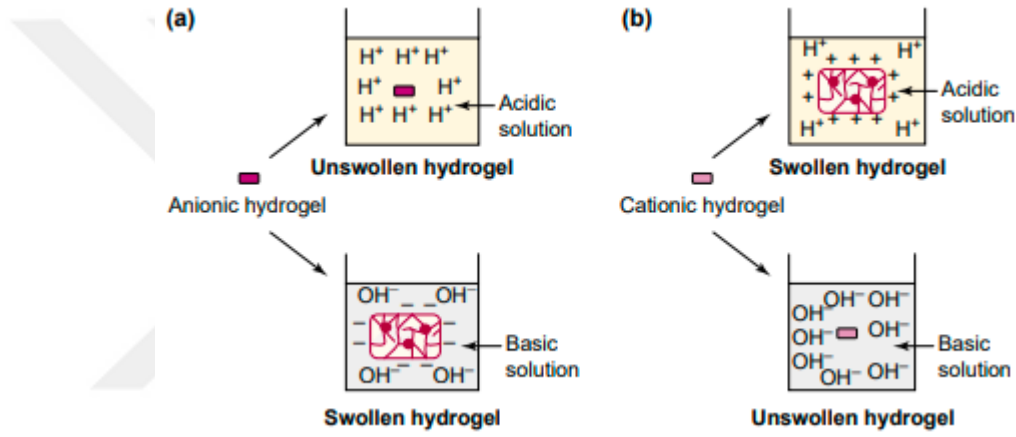 (a)
H⁺ H⁺ H⁺
H⁺ H⁺
H⁺ H⁺ H⁺
Acidic
solution
Unswollen hydrogel
Anionic hydrogel
OH⁻ – – OH⁻
– –
– –
OH⁻ – – OH⁻
Basic
solution
Swollen hydrogel
(b)
H⁺ + + + H⁺
+ +
+ +
H⁺ + + + H⁺
Acidic
solution
Swollen hydrogel
Cationic hydrogel
OH⁻ OH⁻
OH⁻
OH⁻ OH⁻
OH⁻
OH⁻ OH⁻
Basic
solution
Unswollen hydrogel